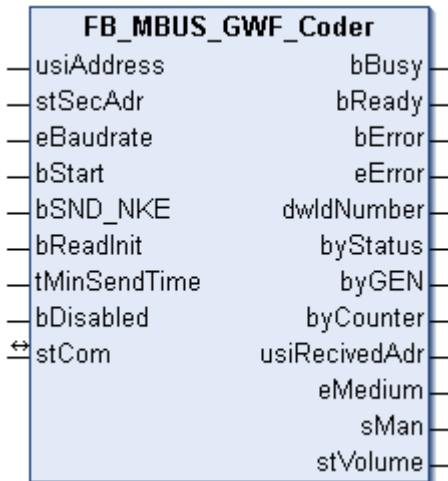 FB_MBUS_GWF_Coder
usiAddress bBusy
stSecAdr bReady
eBaudrate bError
bStart eError
bSND_NKE dwIdNumber
bReadInit byStatus
tMinSendTime byGEN
bDisabled byCounter
stCom usiRecivedAdr
eMedium
sMan
stVolume